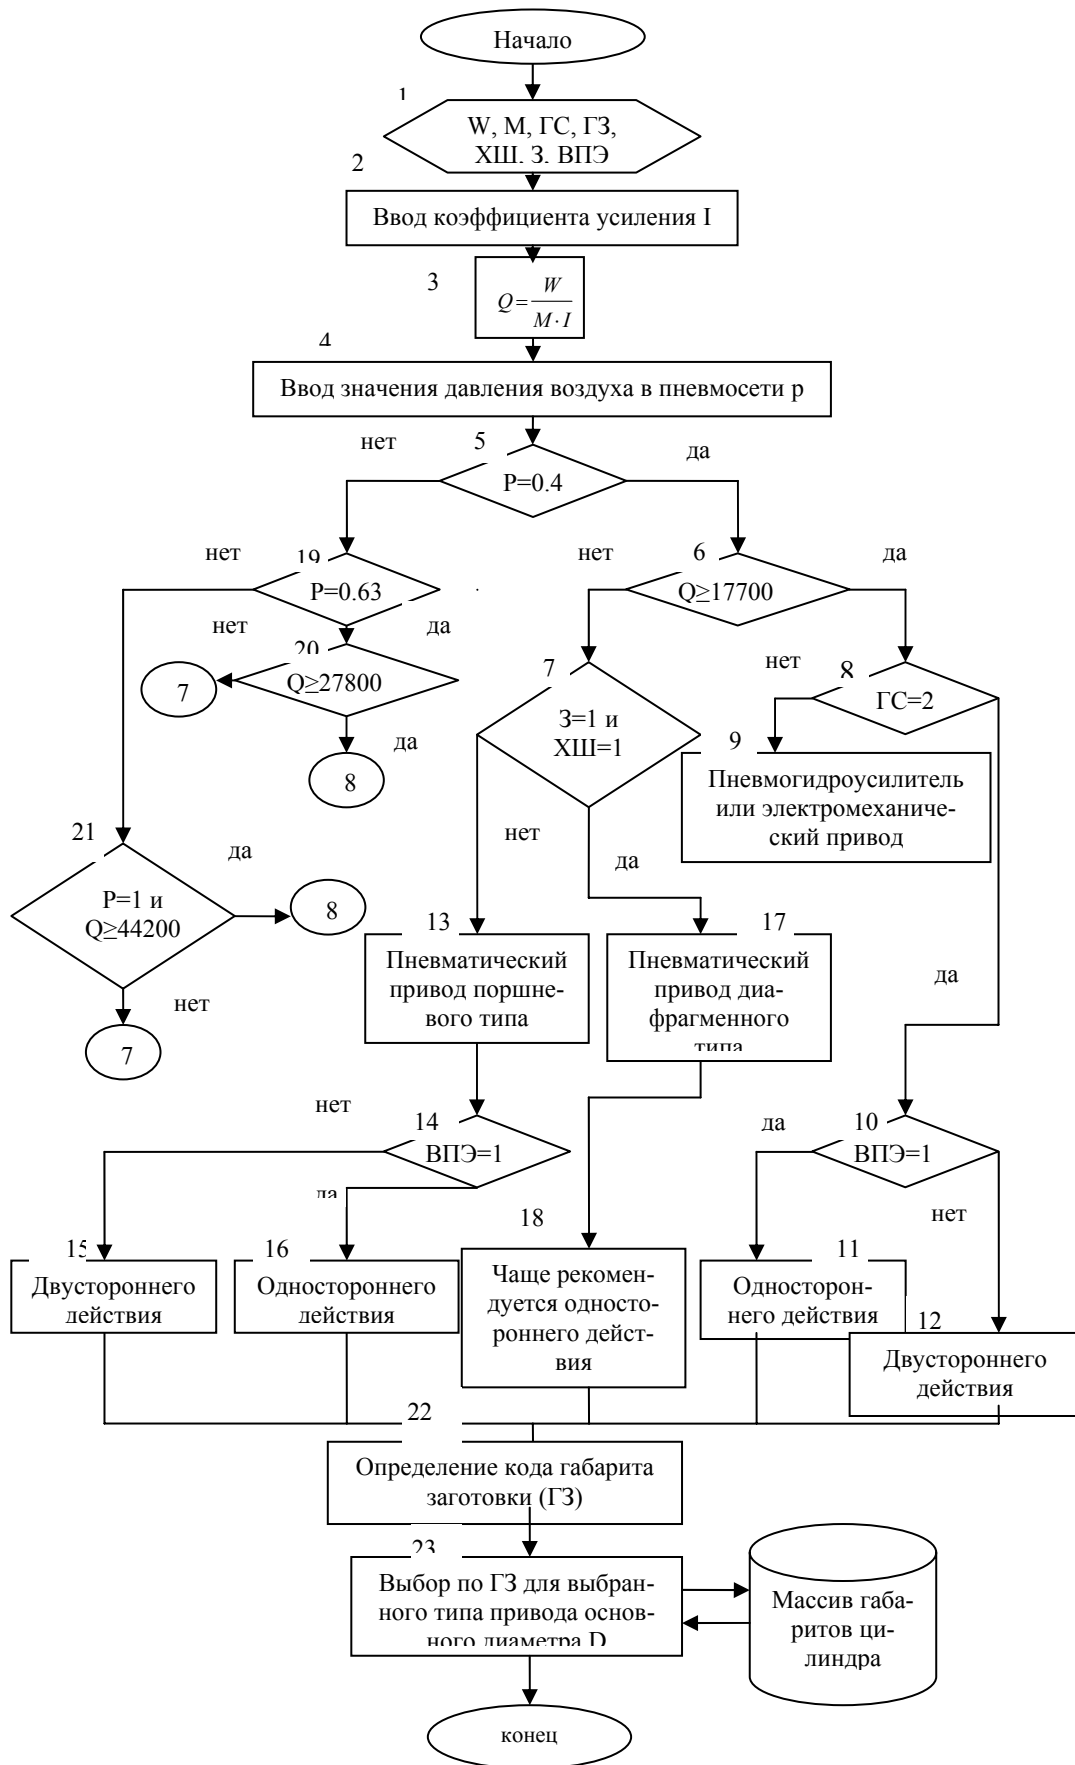 Начало
1
W, M, ГС, ГЗ,
ХШ, З, ВПЭ
2
Ввод коэффициента усиления I
3
Q = W / M · I
4
Ввод значения давления воздуха в пневмосети p
нет
5
да
P=0.4
нет
19
P=0.63
нет
6
да
Q≥17700
нет
да
20
Q≥27800
7
да
8
7
З=1 и
ХШ=1
нет
8
ГС=2
9
Пневмогидроусилитель
или электромеханиче-
ский привод
21
да
P=1 и
Q≥44200
8
нет
7
нет
да
13
Пневматический
привод поршне-
вого типа
17
Пневматический
привод диа-
фрагменного
типа
да
нет
14
ВПЭ=1
да
да
10
ВПЭ=1
нет
15
Двустороннего
действия
16
Одностороннего
действия
18
Чаще рекомен-
дуется односто-
роннего дейст-
вия
11
Односторон-
него действия
12
Двустороннего
действия
22
Определение кода габарита
заготовки (ГЗ)
23
Выбор по ГЗ для выбран-
ного типа привода основ-
ного диаметра D
Массив габа-
ритов ци-
линдра
конец